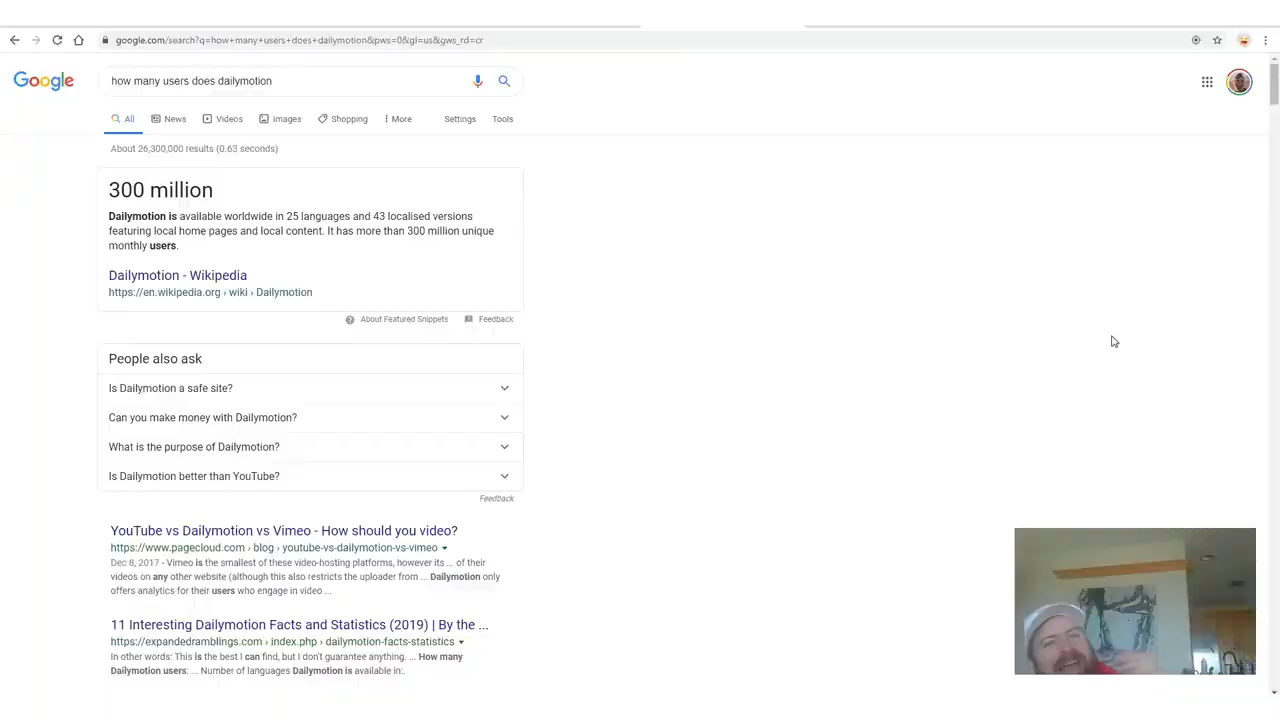 google.com/search?q=how+many+users+does+dailymotion&pws=0&gl=us&gws_rd=cr
Google
how many users does dailymotion
All News Videos Images Shopping More Settings Tools
About 26,300,000 results (0.63 seconds)
300 million
Dailymotion is available worldwide in 25 languages and 43 localised versions
featuring local home pages and local content. It has more than 300 million unique
monthly users.
Dailymotion - Wikipedia
https://en.wikipedia.org › wiki › Dailymotion
About Featured Snippets Feedback
People also ask
Is Dailymotion a safe site?
Can you make money with Dailymotion?
What is the purpose of Dailymotion?
Is Dailymotion better than YouTube?
Feedback
YouTube vs Dailymotion vs Vimeo - How should you video?
https://www.pagecloud.com › blog › youtube-vs-dailymotion-vs-vimeo
Dec 8, 2017 - Vimeo is the smallest of these video-hosting platforms, however its ... of their
videos on any other website (although this also restricts the uploader from ... Dailymotion only
offers analytics for their users who engage in video ...
11 Interesting Dailymotion Facts and Statistics (2019) | By the ...
https://expandedramblings.com › index.php › dailymotion-facts-statistics
In other words: This is the best I can find, but I don't guarantee anything. ... How many
Dailymotion users: ... Number of languages Dailymotion is available in:.